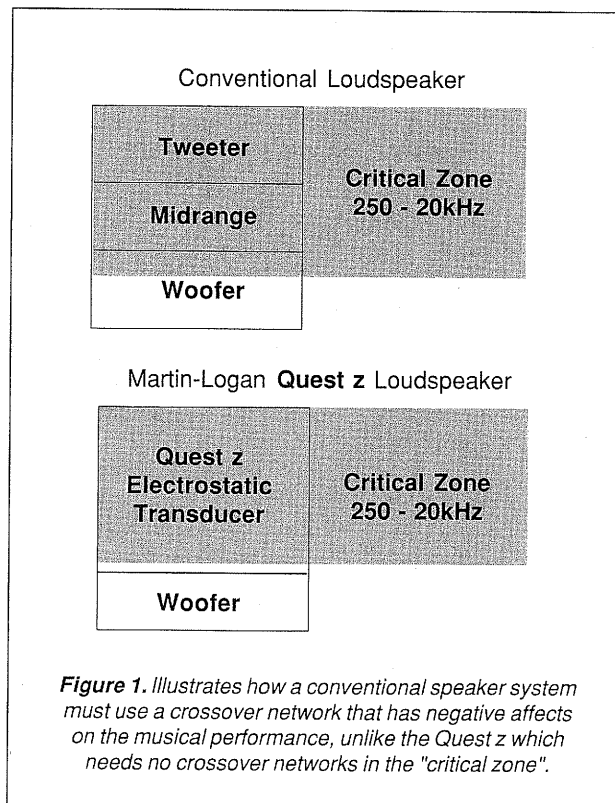 Conventional Loudspeaker
Tweeter
Midrange
Woofer
Critical Zone
250 - 20kHz
Martin-Logan Quest z Loudspeaker
Quest z
Electrostatic
Transducer
Woofer
Critical Zone
250 - 20kHz
Figure 1. Illustrates how a conventional speaker system
must use a crossover network that has negative affects
on the musical performance, unlike the Quest z which
needs no crossover networks in the "critical zone".